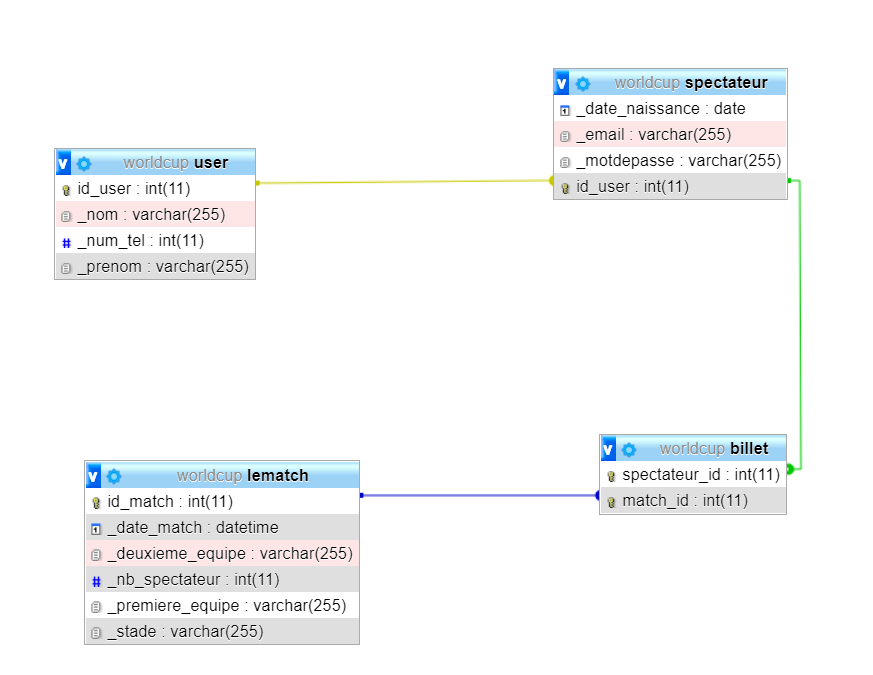 v worldcup spectateur
_date_naissance : date
_email : varchar(255)
_motdepasse : varchar(255)
id_user : int(11)
v worldcup user
id_user : int(11)
_nom : varchar(255)
# _num_tel : int(11)
_prenom : varchar(255)
v worldcup billet
spectateur_id : int(11)
match_id : int(11)
v worldcup lematch
id_match : int(11)
_date_match : datetime
_deuxieme_equipe : varchar(255)
# _nb_spectateur : int(11)
_premiere_equipe : varchar(255)
_stade : varchar(255)